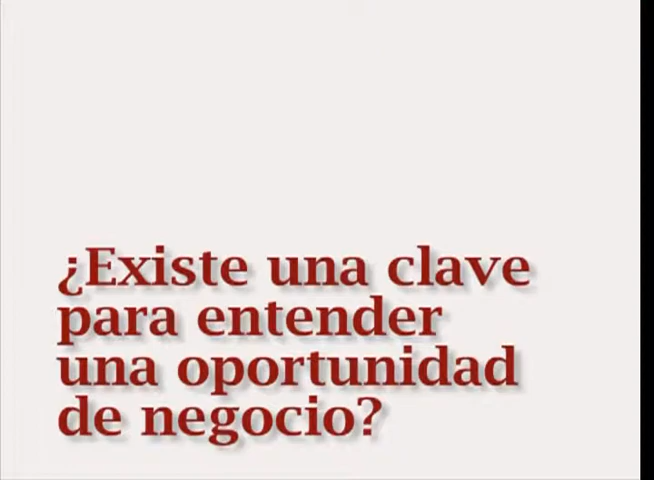 ¿Existe una clave
para entender
una oportunidad
de negocio?